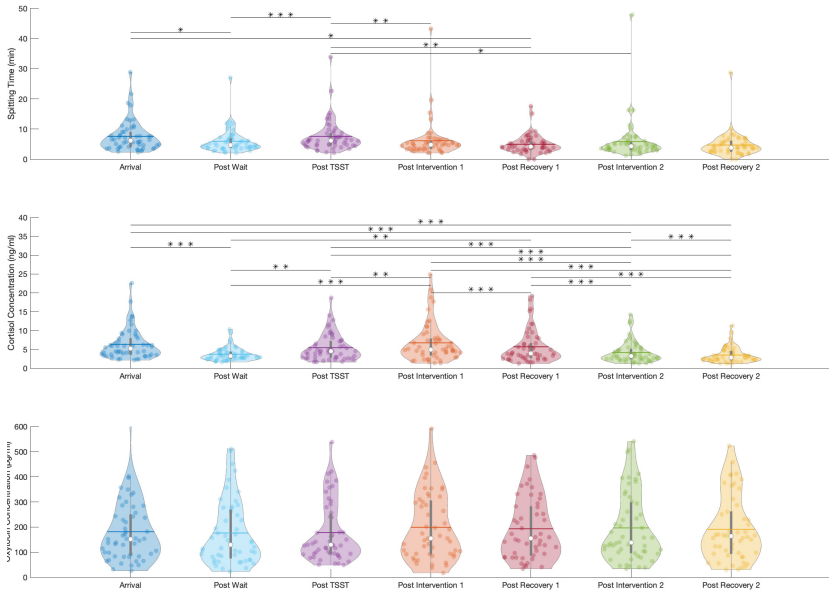 50
40
30
20
10
0
Spitting Time (min)
* * *
* *
*
*
* *
*
Arrival Post Wait Post TSST Post Intervention 1 Post Recovery 1 Post Intervention 2 Post Recovery 2
40
35
30
25
20
15
10
5
0
Cortisol Concentration (ng/ml)
* * *
* * *
* *
* * *
* * *
* * *
* * *
* * *
* *
* * *
* *
* * *
* * *
* * *
* * *
Arrival Post Wait Post TSST Post Intervention 1 Post Recovery 1 Post Intervention 2 Post Recovery 2
600
500
400
300
200
100
0
Oxytocin Concentration (pg/ml)
Arrival Post Wait Post TSST Post Intervention 1 Post Recovery 1 Post Intervention 2 Post Recovery 2